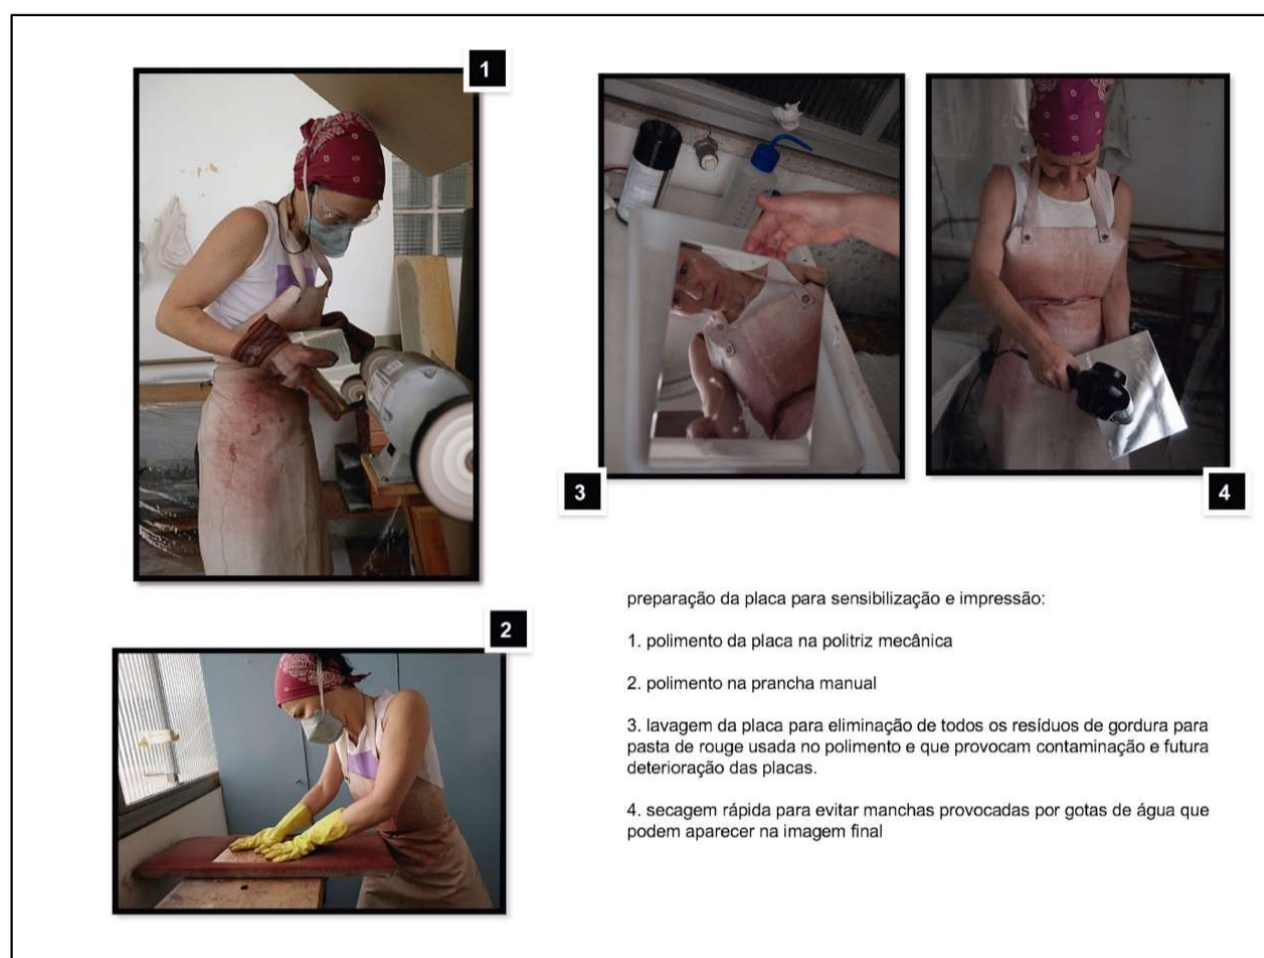 1
2
3
4
preparação da placa para sensibilização e impressão:
1. polimento da placa na politriz mecânica
2. polimento na prancha manual
3. lavagem da placa para eliminação de todos os resíduos de gordura para
pasta de rouge usada no polimento e que provocam contaminação e futura
deterioração das placas.
4. secagem rápida para evitar manchas provocadas por gotas de água que
podem aparecer na imagem final